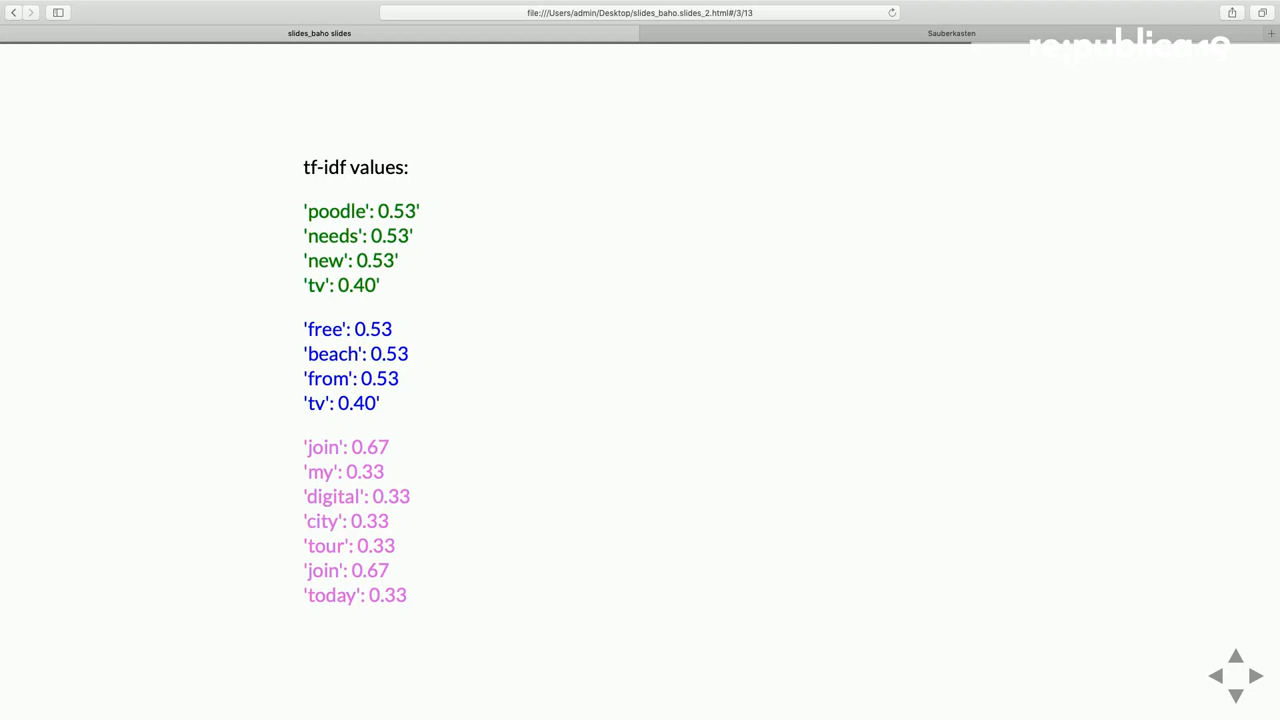 file:///Users/admin/Desktop/slides_baho.slides_2.html#/3/13
slides_baho slides
Sauberkasten
re:publica19
tf-idf values:
'poodle': 0.53'
'needs': 0.53'
'new': 0.53'
'tv': 0.40'
'free': 0.53
'beach': 0.53
'from': 0.53
'tv': 0.40'
'join': 0.67
'my': 0.33
'digital': 0.33
'city': 0.33
'tour': 0.33
'join': 0.67
'today': 0.33